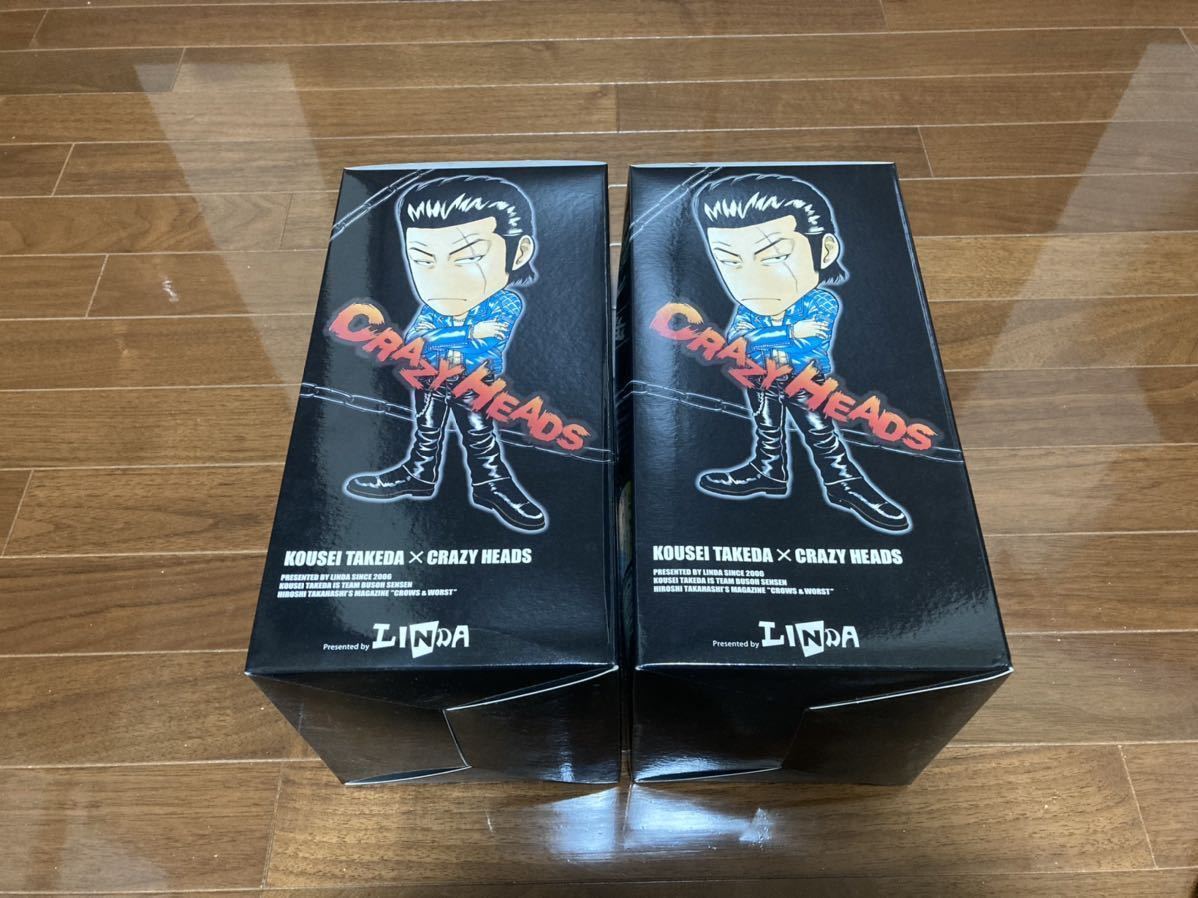 CRAZY HEADS
KOUSEI TAKEDA × CRAZY HEADS
PRESENTED BY LINDA SINCE 2006
KOUSEI TAKEDA IS TEAM BUSOH SENSEN
HIROSHI TAKAHASHI'S MAGAZINE "CROWS & WORST"
Presented by LINDA
CRAZY HEADS
KOUSEI TAKEDA × CRAZY HEADS
PRESENTED BY LINDA SINCE 2006
KOUSEI TAKEDA IS TEAM BUSOH SENSEN
HIROSHI TAKAHASHI'S MAGAZINE "CROWS & WORST"
Presented by LINDA